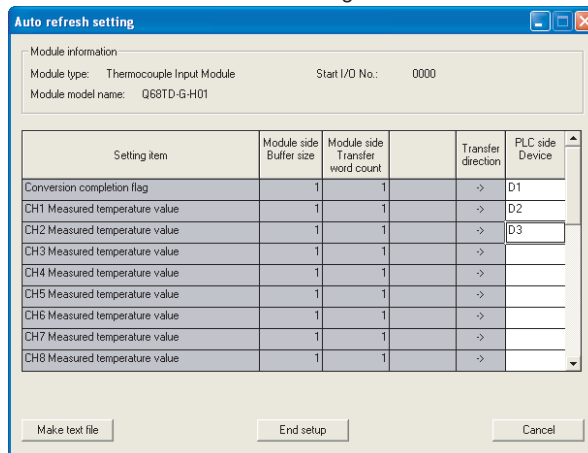 Auto refresh setting
Module information
Module type: Thermocouple Input Module Start I/O No.: 0000
Module model name: Q68TD-G-H01
Setting item Module side Buffer size Module side Transfer word count Transfer direction PLC side Device
Conversion completion flag 1 1 -> D1
CH1 Measured temperature value 1 1 -> D2
CH2 Measured temperature value 1 1 -> D3
CH3 Measured temperature value 1 1 ->
CH4 Measured temperature value 1 1 ->
CH5 Measured temperature value 1 1 ->
CH6 Measured temperature value 1 1 ->
CH7 Measured temperature value 1 1 ->
CH8 Measured temperature value 1 1 ->
Make text file End setup Cancel